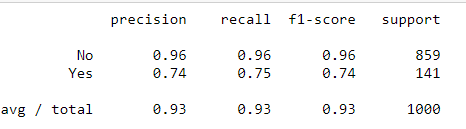 precision recall f1-score support
No 0.96 0.96 0.96 859
Yes 0.74 0.75 0.74 141
avg / total 0.93 0.93 0.93 1000